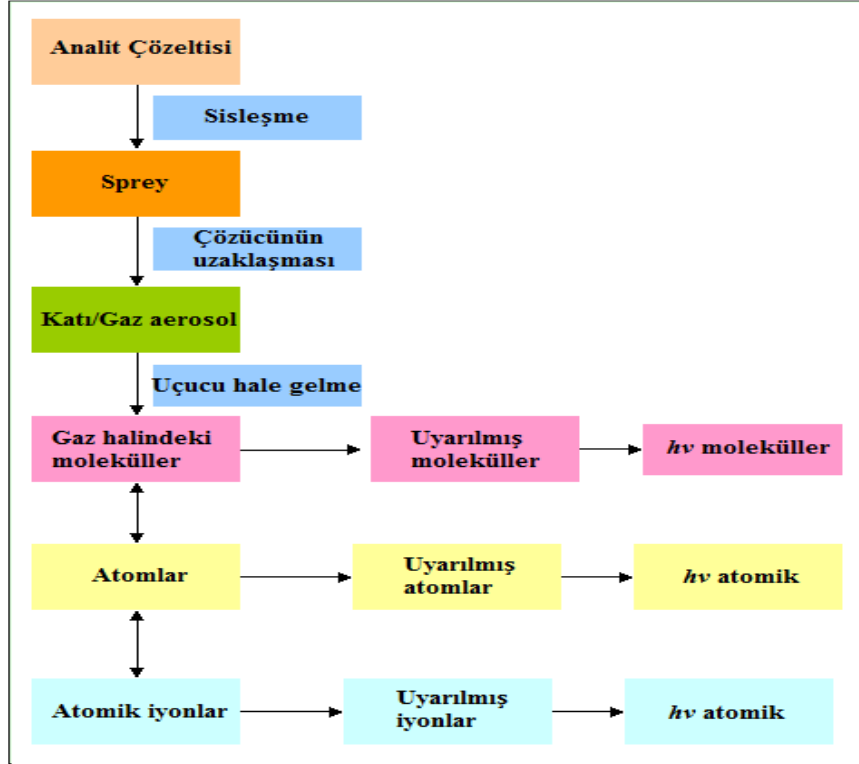 Analit Çözeltisi
Sisleşme
Sprey
Çözücünün
uzaklaşması
Katı/Gaz aerosol
Uçucu hale gelme
Gaz halindeki
moleküller
Uyarılmış
moleküller
hv moleküller
Atomlar
Uyarılmış
atomlar
hv atomik
Atomik iyonlar
Uyarılmış
iyonlar
hv atomik